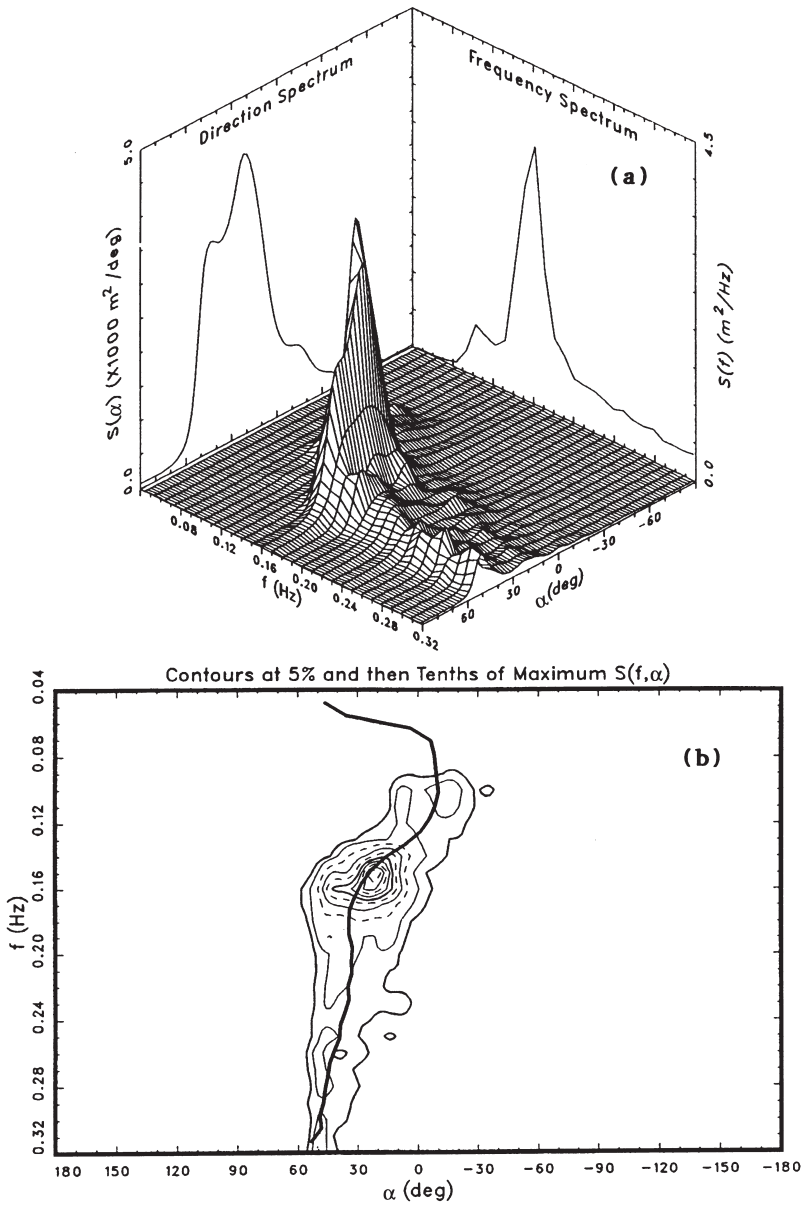 Direction Spectrum
Frequency Spectrum
(a)
5.0
4.5
S(α) (x1000 m²/deg)
S(f) (m²/Hz)
0.0
0.0
0.08
0.12
0.16
0.20
0.24
0.28
0.32
f (Hz)
60
30
0
-30
-60
α(deg)
Contours at 5% and then Tenths of Maximum S(f,α)
(b)
0.04
0.08
0.12
0.16
0.20
0.24
0.28
0.32
f (Hz)
180 150 120 90 60 30 0 -30 -60 -90 -120 -150 -180
α (deg)